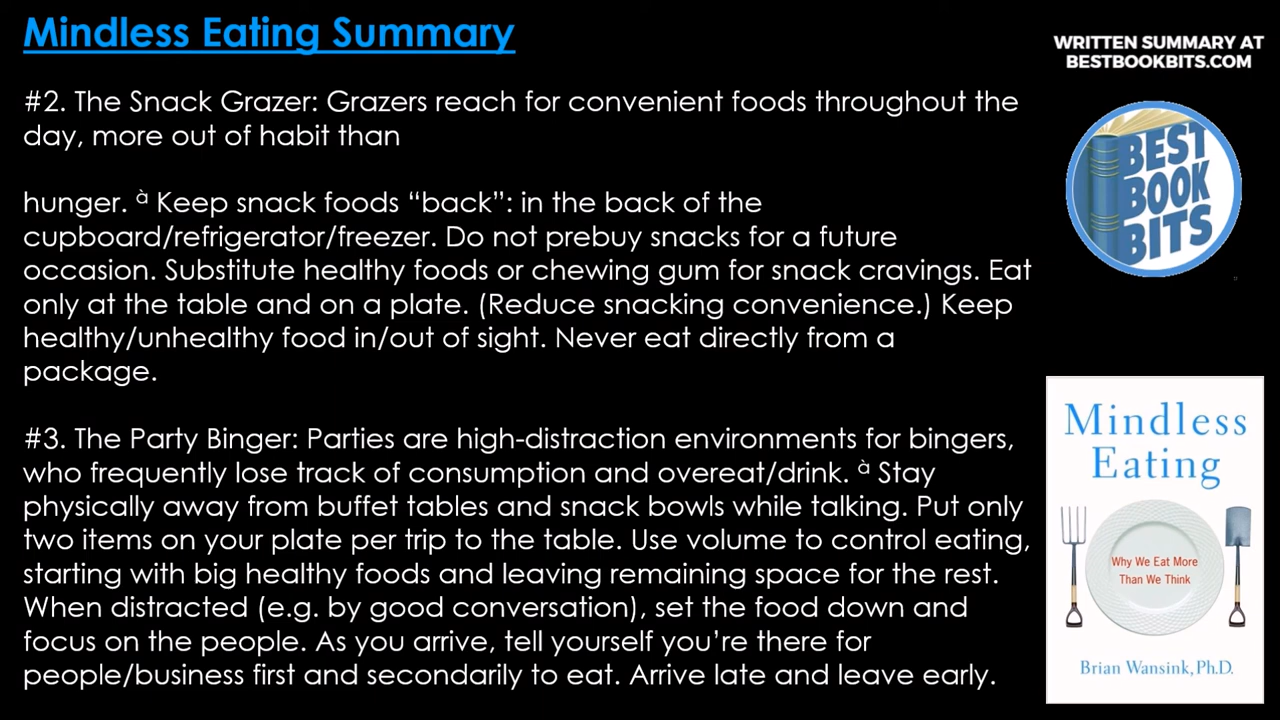 Mindless Eating Summary
WRITTEN SUMMARY AT
BESTBOOKBITS.COM
#2. The Snack Grazer: Grazers reach for convenient foods throughout the
day, more out of habit than
hunger. à Keep snack foods “back”: in the back of the
cupboard/refrigerator/freezer. Do not prebuy snacks for a future
occasion. Substitute healthy foods or chewing gum for snack cravings. Eat
only at the table and on a plate. (Reduce snacking convenience.) Keep
healthy/unhealthy food in/out of sight. Never eat directly from a
package.
#3. The Party Binger: Parties are high-distraction environments for bingers,
who frequently lose track of consumption and overeat/drink. à Stay
physically away from buffet tables and snack bowls while talking. Put only
two items on your plate per trip to the table. Use volume to control eating,
starting with big healthy foods and leaving remaining space for the rest.
When distracted (e.g. by good conversation), set the food down and
focus on the people. As you arrive, tell yourself you’re there for
people/business first and secondarily to eat. Arrive late and leave early.
BEST
BOOK
BITS
Mindless
Eating
Why We Eat More
Than We Think
Brian Wansink, Ph.D.